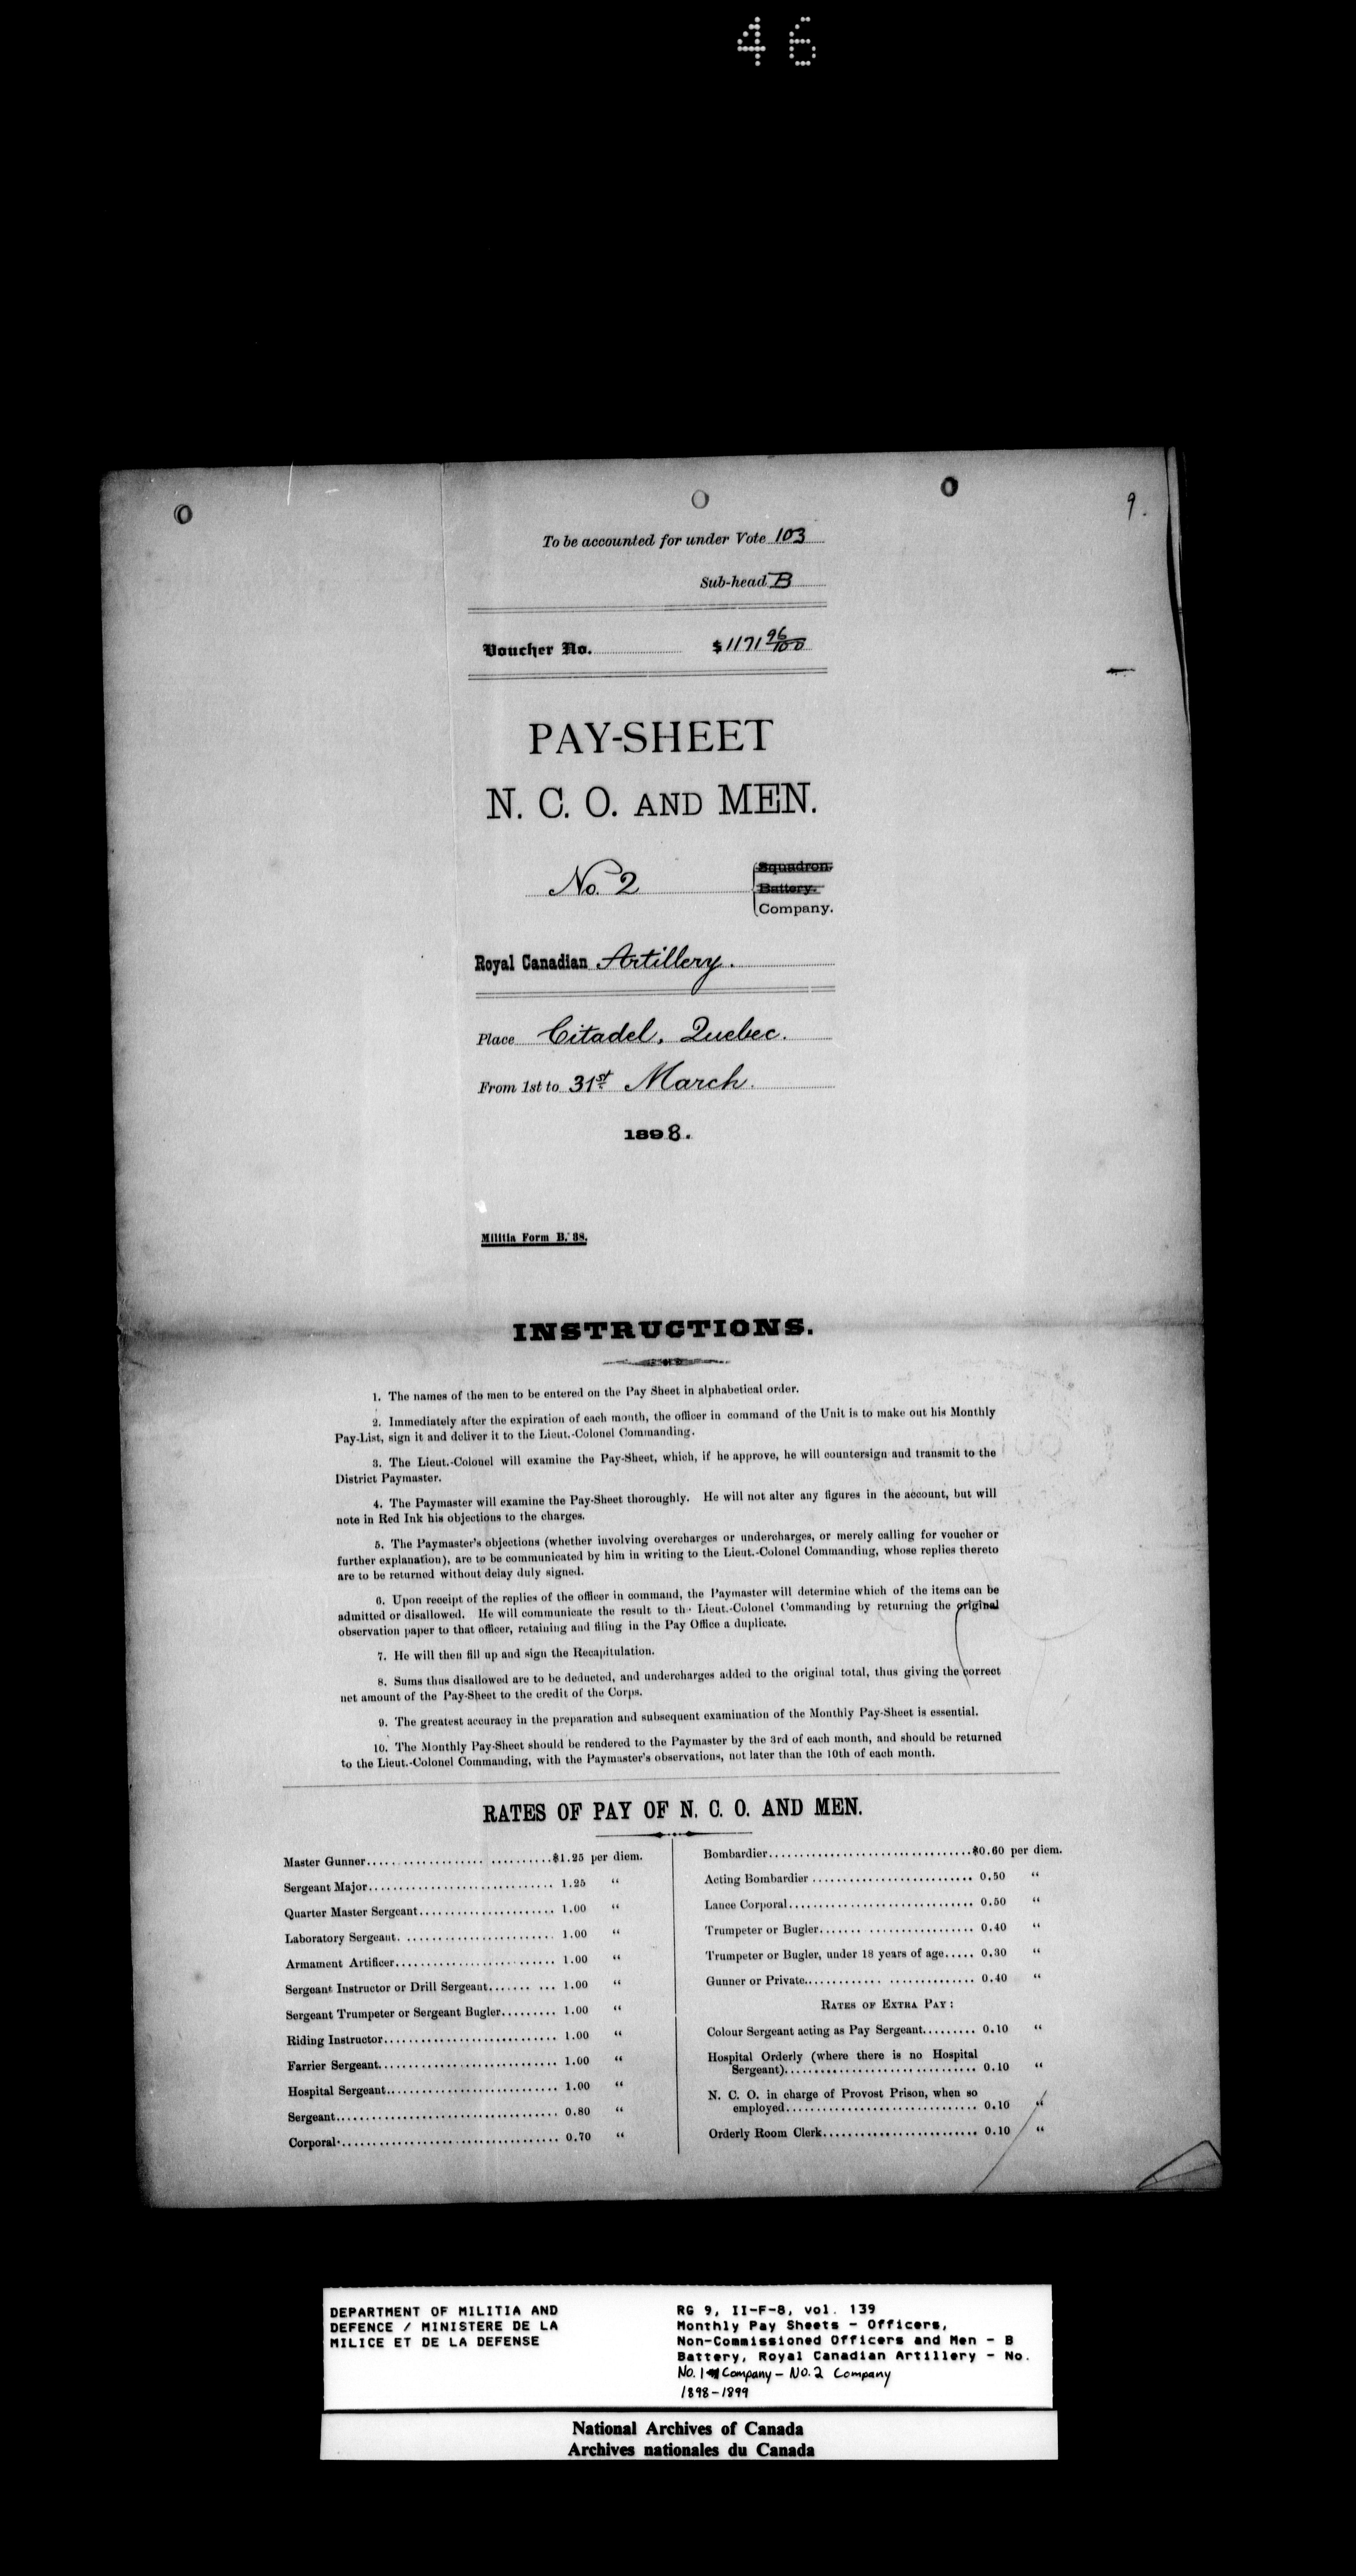 46
9.
To be accounted for under Vote 103
Sub-head B
Voucher No. $1171 96/100
PAY-SHEET
N. C. O. AND MEN.
No. 2
Squadron.
Battery.
Company.
Royal Canadian Artillery.
Place Citadel, Quebec.
From 1st to 31st March.
1898.
Militia Form B. 38.
INSTRUCTIONS.
1. The names of the men to be entered on the Pay Sheet in alphabetical order.
2. Immediately after the expiration of each month, the officer in command of the Unit is to make out his Monthly
Pay-List, sign it and deliver it to the Lieut.-Colonel Commanding.
3. The Lieut.-Colonel will examine the Pay-Sheet, which, if he approve, he will countersign and transmit to the
District Paymaster.
4. The Paymaster will examine the Pay-Sheet thoroughly. He will not alter any figures in the account, but will
note in Red Ink his objections to the charges.
5. The Paymaster's objections (whether involving overcharges or undercharges, or merely calling for voucher or
further explanation), are to be communicated by him in writing to the Lieut.-Colonel Commanding, whose replies thereto
are to be returned without delay duly signed.
6. Upon receipt of the replies of the officer in command, the Paymaster will determine which of the items can be
admitted or disallowed. He will communicate the result to the Lieut.-Colonel Commanding by returning the original
observation paper to that officer, retaining and filing in the Pay Office a duplicate.
7. He will then fill up and sign the Recapitulation.
8. Sums thus disallowed are to be deducted, and undercharges added to the original total, thus giving the correct
net amount of the Pay-Sheet to the credit of the Corps.
9. The greatest accuracy in the preparation and subsequent examination of the Monthly Pay-Sheet is essential.
10. The Monthly Pay-Sheet should be rendered to the Paymaster by the 3rd of each month, and should be returned
to the Lieut.-Colonel Commanding, with the Paymaster's observations, not later than the 10th of each month.
RATES OF PAY OF N. C. O. AND MEN.
Master Gunner $1.25 per diem.
Sergeant Major 1.25 "
Quarter Master Sergeant 1.00 "
Laboratory Sergeant 1.00 "
Armament Artificer 1.00 "
Sergeant Instructor or Drill Sergeant 1.00 "
Sergeant Trumpeter or Sergeant Bugler 1.00 "
Riding Instructor 1.00 "
Farrier Sergeant 1.00 "
Hospital Sergeant 1.00 "
Sergeant 0.80 "
Corporal 0.70 "
Bombardier $0.60 per diem.
Acting Bombardier 0.50 "
Lance Corporal 0.50 "
Trumpeter or Bugler 0.40 "
Trumpeter or Bugler, under 18 years of age 0.30 "
Gunner or Private 0.40 "
RATES OF EXTRA PAY:
Colour Sergeant acting as Pay Sergeant 0.10 "
Hospital Orderly (where there is no Hospital
Sergeant) 0.10 "
N. C. O. in charge of Provost Prison, when so
employed 0.10 "
Orderly Room Clerk 0.10 "
DEPARTMENT OF MILITIA AND
DEFENCE / MINISTERE DE LA
MILICE ET DE LA DEFENSE
RG 9, II-F-8, vol. 139
Monthly Pay Sheets - Officers,
Non-Commissioned Officers and Men - B
Battery, Royal Canadian Artillery - No.
No. 1 Company - No. 2 Company
1898-1899
National Archives of Canada
Archives nationales du Canada